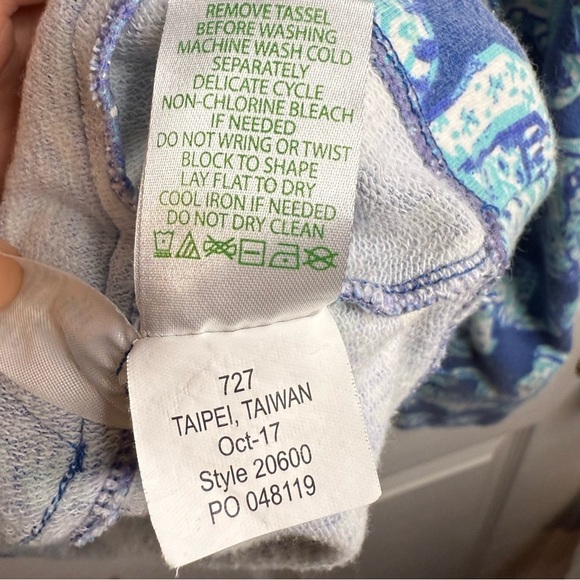 REMOVE TASSEL
BEFORE WASHING
MACHINE WASH COLD
SEPARATELY
DELICATE CYCLE
NON-CHLORINE BLEACH
IF NEEDED
DO NOT WRING OR TWIST
BLOCK TO SHAPE
LAY FLAT TO DRY
COOL IRON IF NEEDED
DO NOT DRY CLEAN
727
TAIPEI, TAIWAN
Oct-17
Style 20600
PO 048119